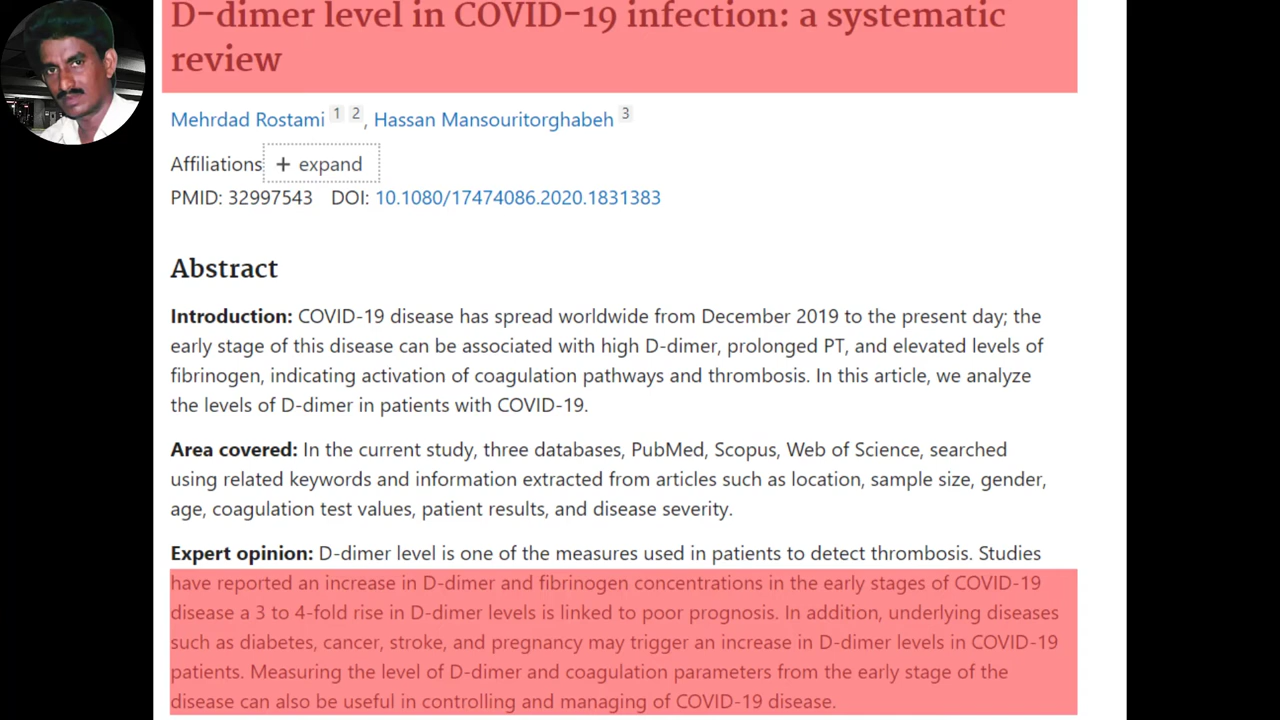 D-dimer level in COVID-19 infection: a systematic
review
Mehrdad Rostami 1 2, Hassan Mansouritorghabeh 3
Affiliations + expand
PMID: 32997543 DOI: 10.1080/17474086.2020.1831383
Abstract
Introduction: COVID-19 disease has spread worldwide from December 2019 to the present day; the
early stage of this disease can be associated with high D-dimer, prolonged PT, and elevated levels of
fibrinogen, indicating activation of coagulation pathways and thrombosis. In this article, we analyze
the levels of D-dimer in patients with COVID-19.
Area covered: In the current study, three databases, PubMed, Scopus, Web of Science, searched
using related keywords and information extracted from articles such as location, sample size, gender,
age, coagulation test values, patient results, and disease severity.
Expert opinion: D-dimer level is one of the measures used in patients to detect thrombosis. Studies
have reported an increase in D-dimer and fibrinogen concentrations in the early stages of COVID-19
disease a 3 to 4-fold rise in D-dimer levels is linked to poor prognosis. In addition, underlying diseases
such as diabetes, cancer, stroke, and pregnancy may trigger an increase in D-dimer levels in COVID-19
patients. Measuring the level of D-dimer and coagulation parameters from the early stage of the
disease can also be useful in controlling and managing of COVID-19 disease.